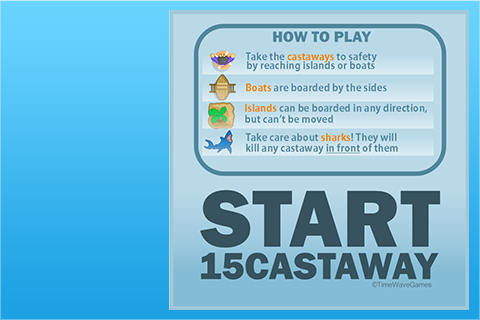 HOW TO PLAY
Take the castaways to safety
by reaching islands or boats
Boats are boarded by the sides
Islands can be boarded in any direction,
but can't be moved
Take care about sharks! They will
kill any castaway in front of them
START
15CASTAWAY
©TimeWaveGames